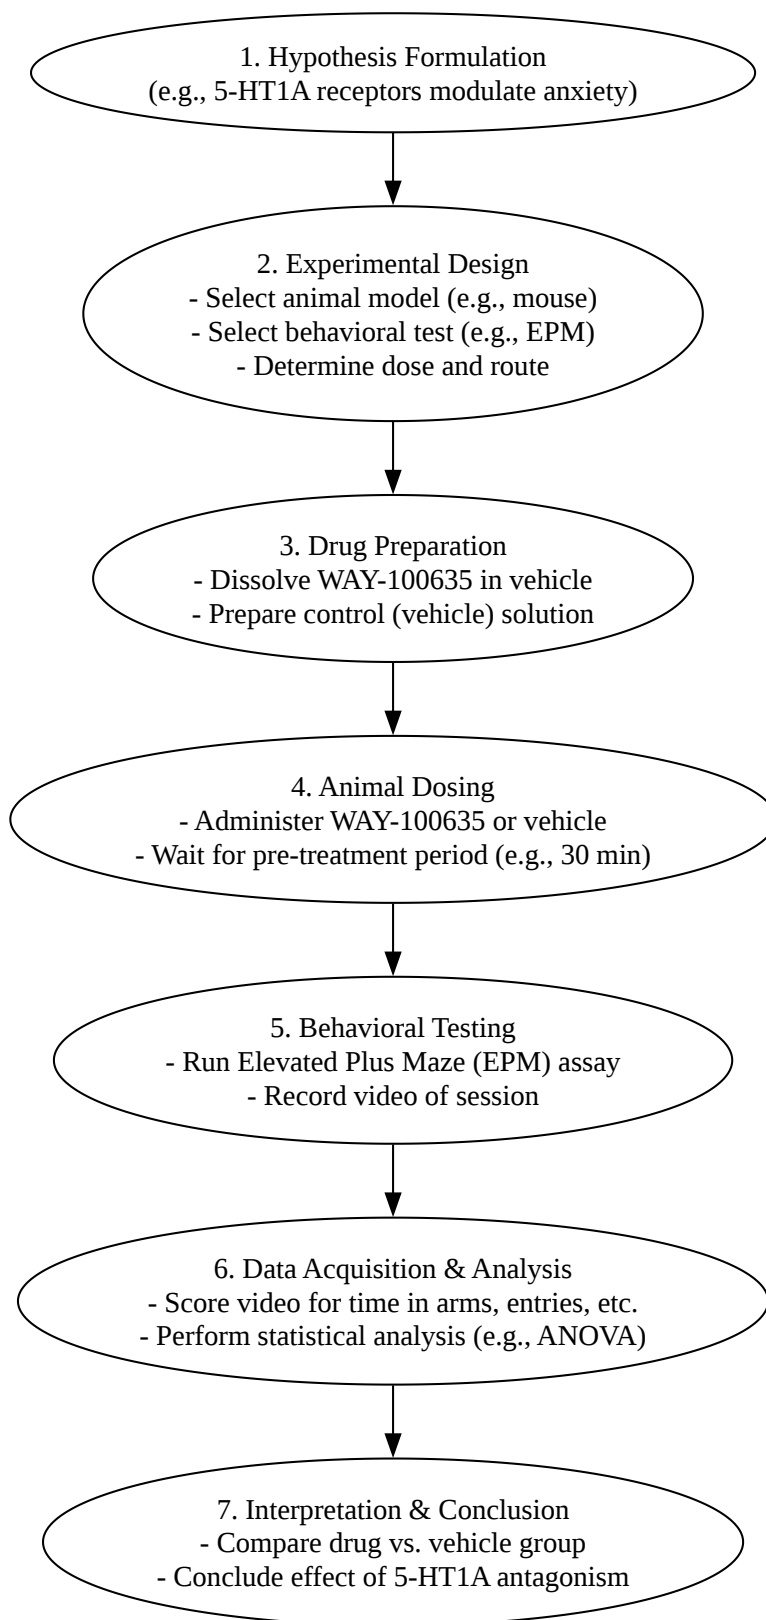 1. Hypothesis Formulation
(e.g., 5-HT1A receptors modulate anxiety)
2. Experimental Design
- Select animal model (e.g., mouse)
- Select behavioral test (e.g., EPM)
- Determine dose and route
3. Drug Preparation
- Dissolve WAY-100635 in vehicle
- Prepare control (vehicle) solution
4. Animal Dosing
- Administer WAY-100635 or vehicle
- Wait for pre-treatment period (e.g., 30 min)
5. Behavioral Testing
- Run Elevated Plus Maze (EPM) assay
- Record video of session
6. Data Acquisition & Analysis
- Score video for time in arms, entries, etc.
- Perform statistical analysis (e.g., ANOVA)
7. Interpretation & Conclusion
- Compare drug vs. vehicle group
- Conclude effect of 5-HT1A antagonism